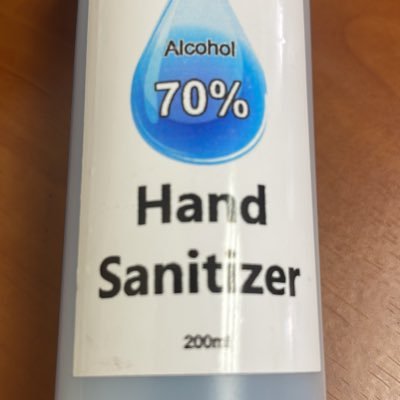 Alcohol
70%
Hand
Sanitizer
200ml